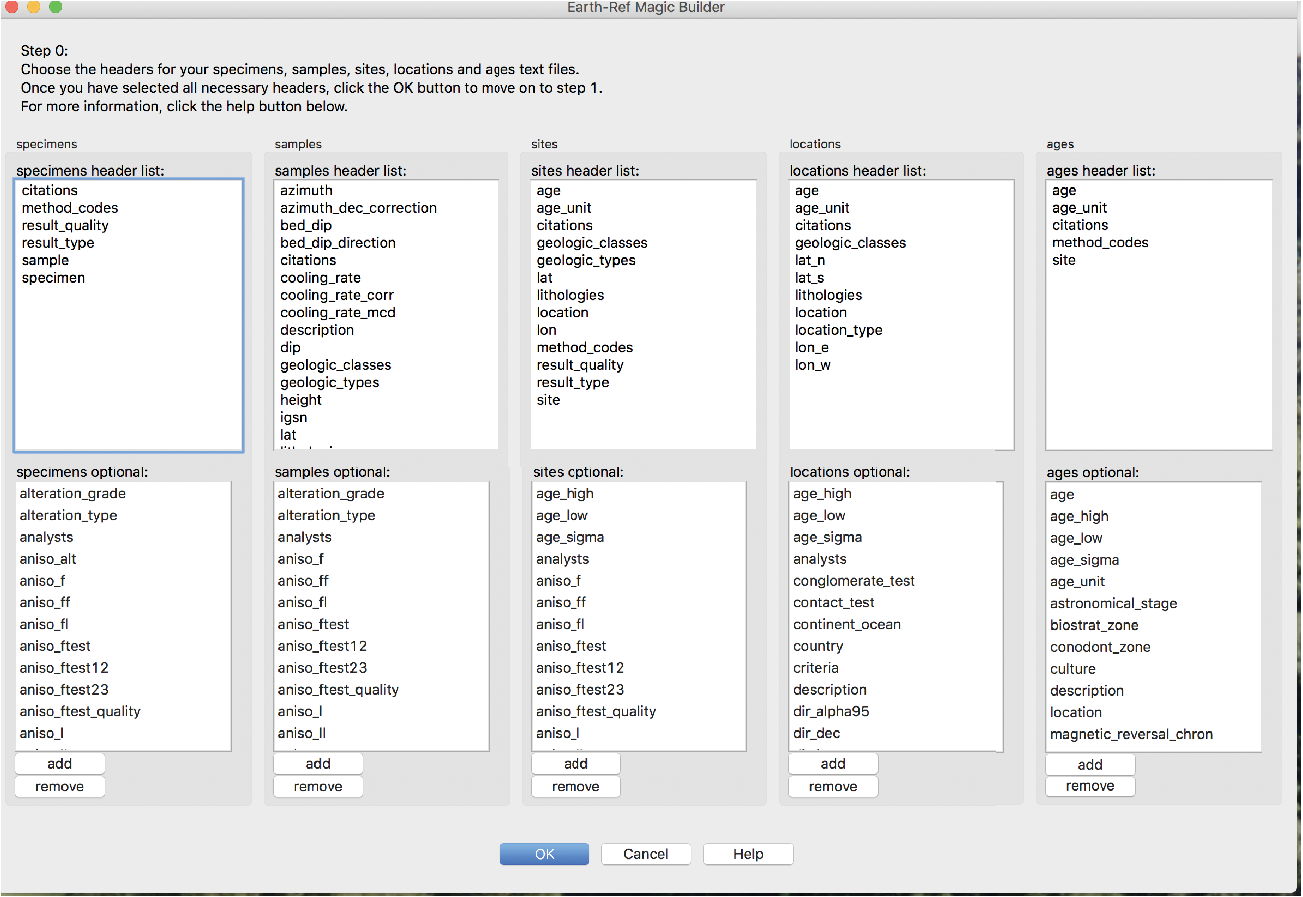 Earth-Ref Magic Builder
Step 0:
Choose the headers for your specimens, samples, sites, locations and ages text files.
Once you have selected all necessary headers, click the OK button to move on to step 1.
For more information, click the help button below.
specimens
specimens header list:
citations
method_codes
result_quality
result_type
sample
specimen
specimens optional:
alteration_grade
alteration_type
analysts
aniso_alt
aniso_f
aniso_ff
aniso_fl
aniso_ftest
aniso_ftest12
aniso_ftest23
aniso_ftest_quality
aniso_l
add
remove
samples
samples header list:
azimuth
azimuth_dec_correction
bed_dip
bed_dip_direction
citations
cooling_rate
cooling_rate_corr
cooling_rate_mcd
description
dip
geologic_classes
geologic_types
height
igsn
lat
samples optional:
alteration_grade
alteration_type
analysts
aniso_f
aniso_ff
aniso_fl
aniso_ftest
aniso_ftest12
aniso_ftest23
aniso_ftest_quality
aniso_l
aniso_ll
add
remove
sites
sites header list:
age
age_unit
citations
geologic_classes
geologic_types
lat
lithologies
location
lon
method_codes
result_quality
result_type
site
sites cptional:
age_high
age_low
age_sigma
analysts
aniso_f
aniso_ff
aniso_fl
aniso_ftest
aniso_ftest12
aniso_ftest23
aniso_ftest_quality
aniso_l
add
remove
locations
locations header list:
age
age_unit
citations
geologic_classes
lat_n
lat_s
lithologies
location
location_type
lon_e
lon_w
locations optional:
age_high
age_low
age_sigma
analysts
conglomerate_test
contact_test
continent_ocean
country
criteria
description
dir_alpha95
dir_dec
add
remove
ages
ages header list:
age
age_unit
citations
method_codes
site
ages optional:
age
age_high
age_low
age_sigma
age_unit
astronomical_stage
biostrat_zone
conodont_zone
culture
description
location
magnetic_reversal_chron
add
remove
OK
Cancel
Help